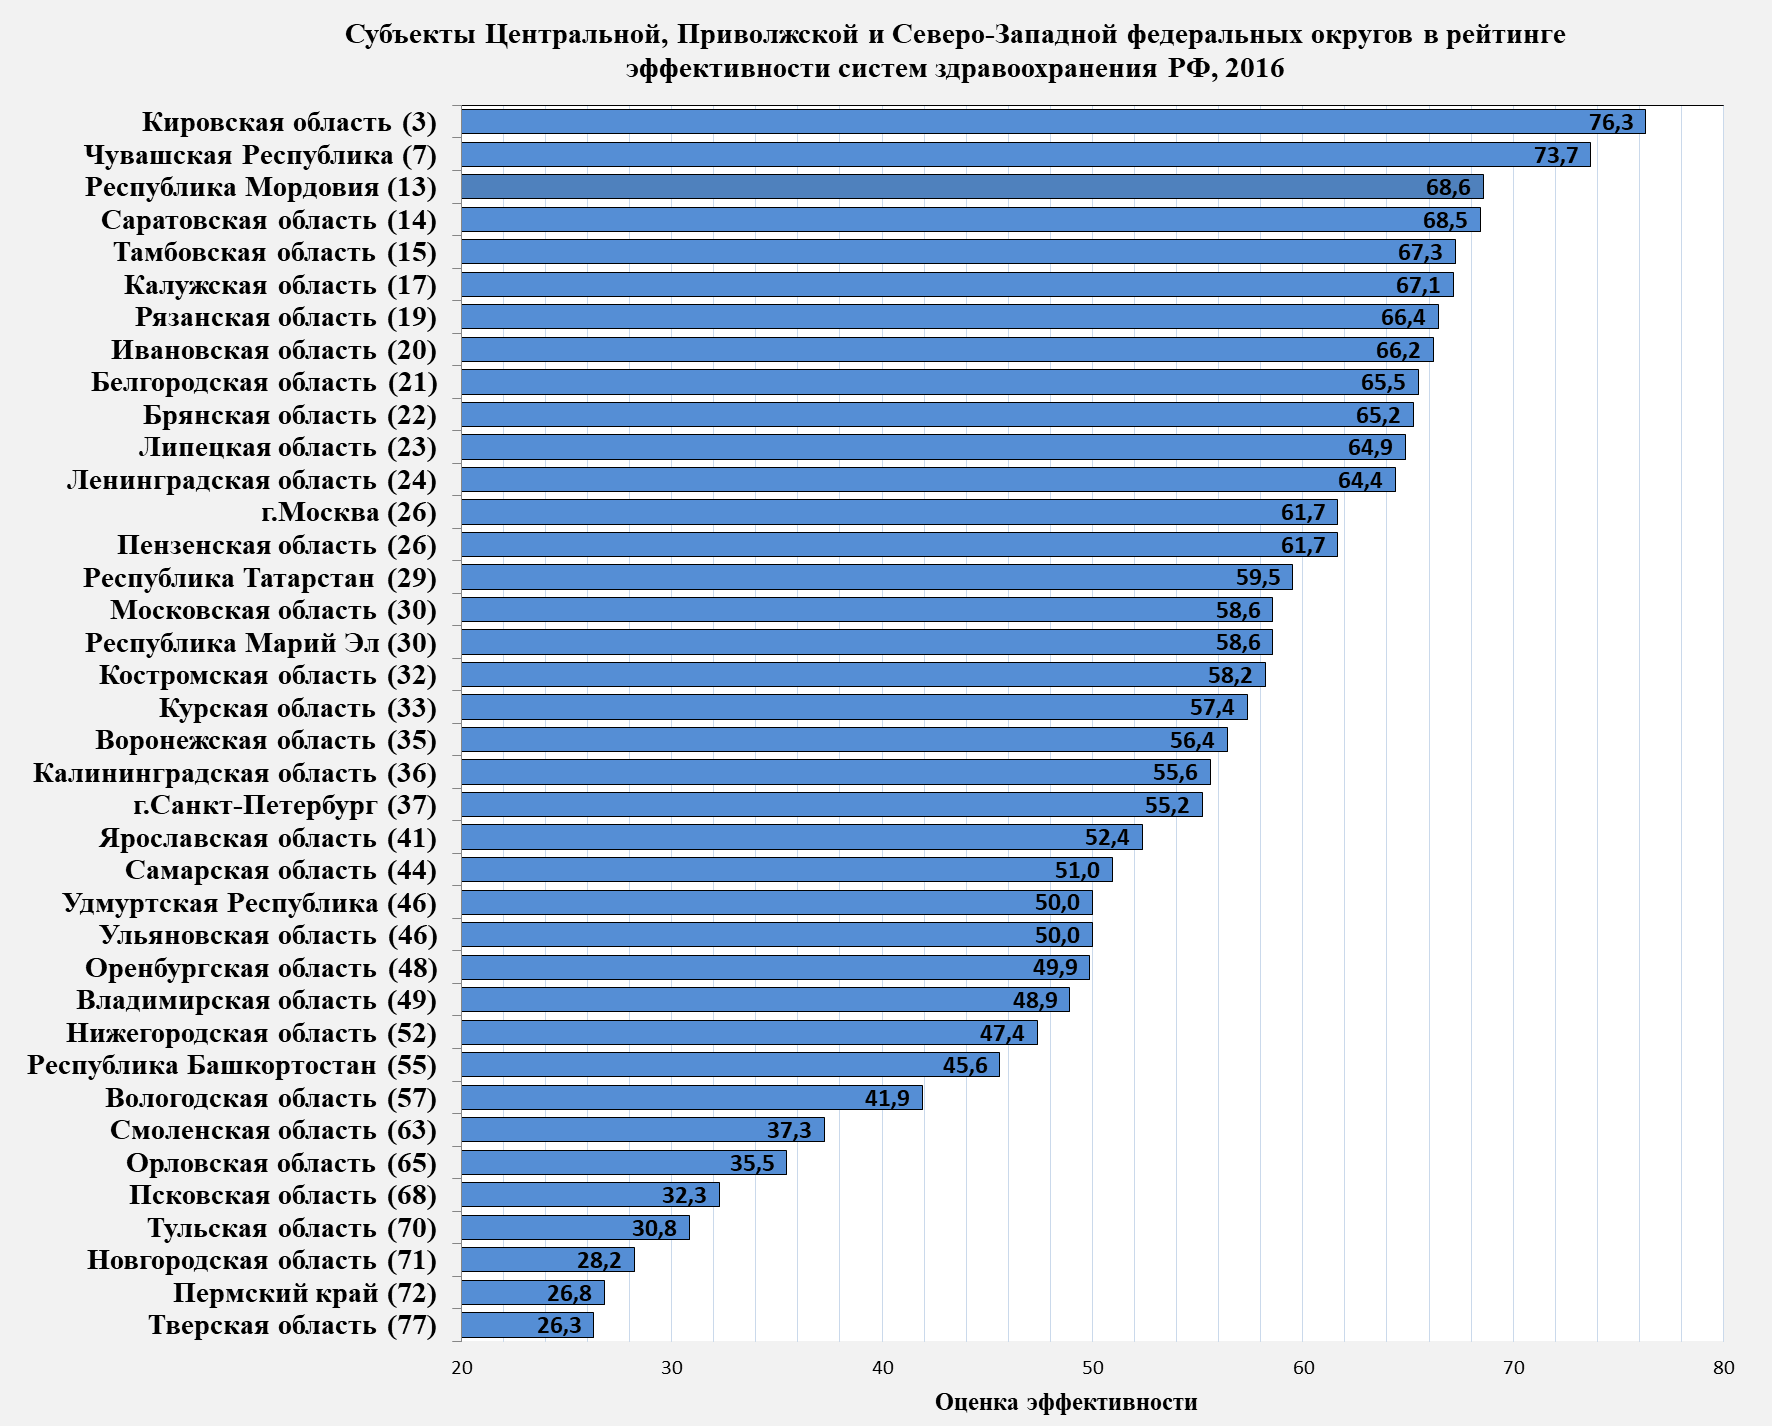 Субъекты Центральной, Приволжской и Северо-Западной федеральных округов в рейтинге
эффективности систем здравоохранения РФ, 2016
Кировская область (3) 76,3
Чувашская Республика (7) 73,7
Республика Мордовия (13) 68,6
Саратовская область (14) 68,5
Тамбовская область (15) 67,3
Калужская область (17) 67,1
Рязанская область (19) 66,4
Ивановская область (20) 66,2
Белгородская область (21) 65,5
Брянская область (22) 65,2
Липецкая область (23) 64,9
Ленинградская область (24) 64,4
г.Москва (26) 61,7
Пензенская область (26) 61,7
Республика Татарстан (29) 59,5
Московская область (30) 58,6
Республика Марий Эл (30) 58,6
Костромская область (32) 58,2
Курская область (33) 57,4
Воронежская область (35) 56,4
Калининградская область (36) 55,6
г.Санкт-Петербург (37) 55,2
Ярославская область (41) 52,4
Самарская область (44) 51,0
Удмуртская Республика (46) 50,0
Ульяновская область (46) 50,0
Оренбургская область (48) 49,9
Владимирская область (49) 48,9
Нижегородская область (52) 47,4
Республика Башкортостан (55) 45,6
Вологодская область (57) 41,9
Смоленская область (63) 37,3
Орловская область (65) 35,5
Псковская область (68) 32,3
Тульская область (70) 30,8
Новгородская область (71) 28,2
Пермский край (72) 26,8
Тверская область (77) 26,3
20 30 40 50 60 70 80
Оценка эффективности